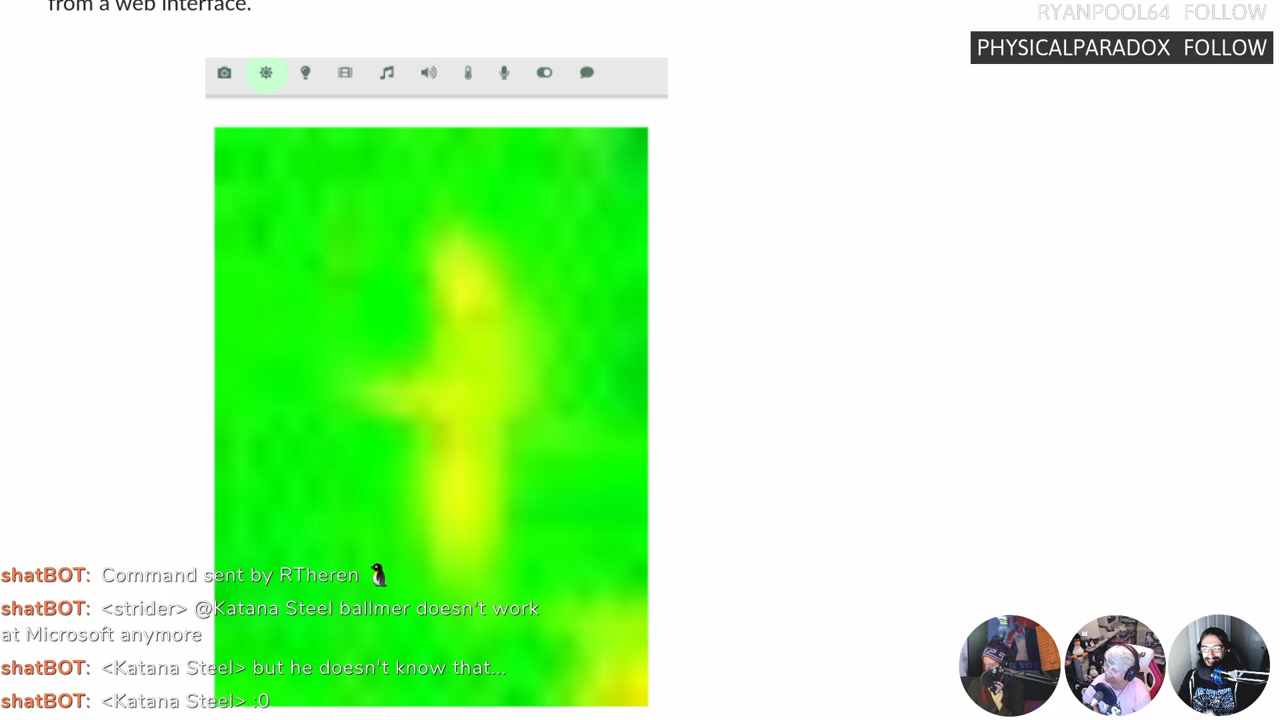 from a web interface.
RYANPOOL64 FOLLOW
PHYSICALPARADOX FOLLOW
shatBOT: Command sent by RTheren
shatBOT: <strider> @Katana Steel ballmer doesn't work
at Microsoft anymore
shatBOT: <Katana Steel> but he doesn't know that...
shatBOT: <Katana Steel> :0